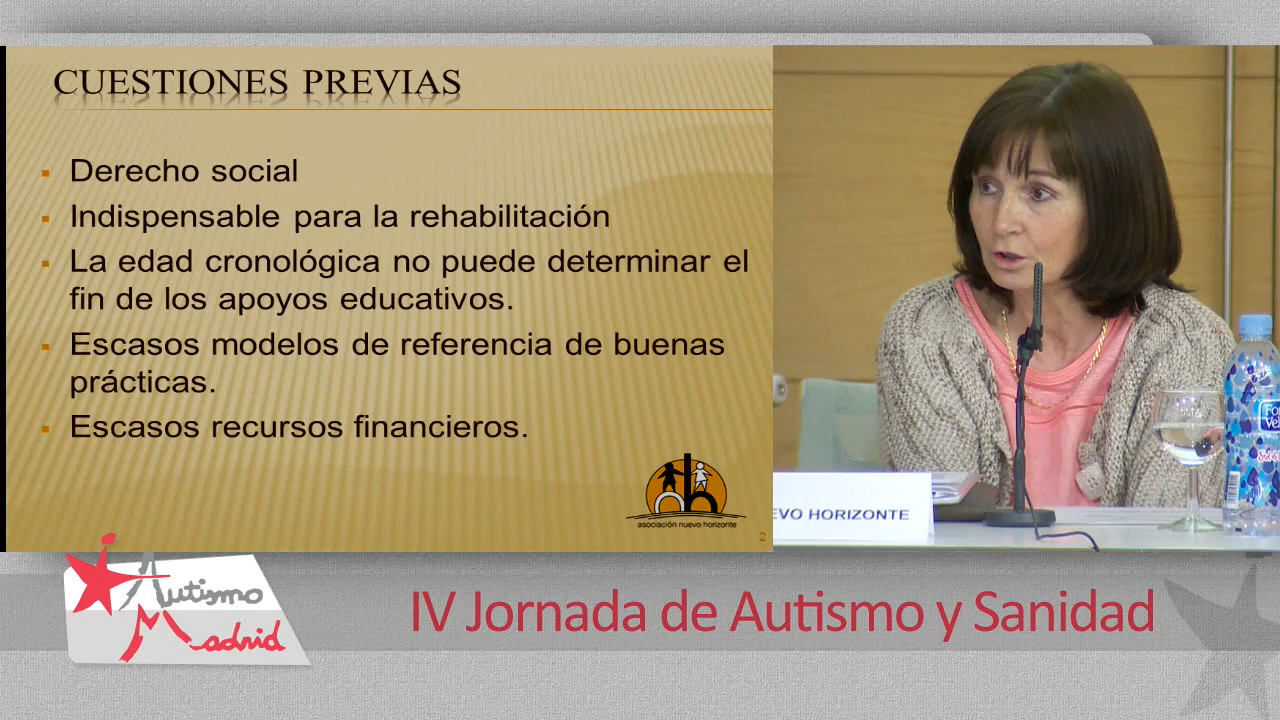 CUESTIONES PREVIAS
Derecho social
Indispensable para la rehabilitación
La edad cronológica no puede determinar el
fin de los apoyos educativos.
Escasos modelos de referencia de buenas
prácticas.
Escasos recursos financieros.
nh
asociación nuevo horizonte
2
EVO HORIZONTE
Autismo
Madrid
IV Jornada de Autismo y Sanidad